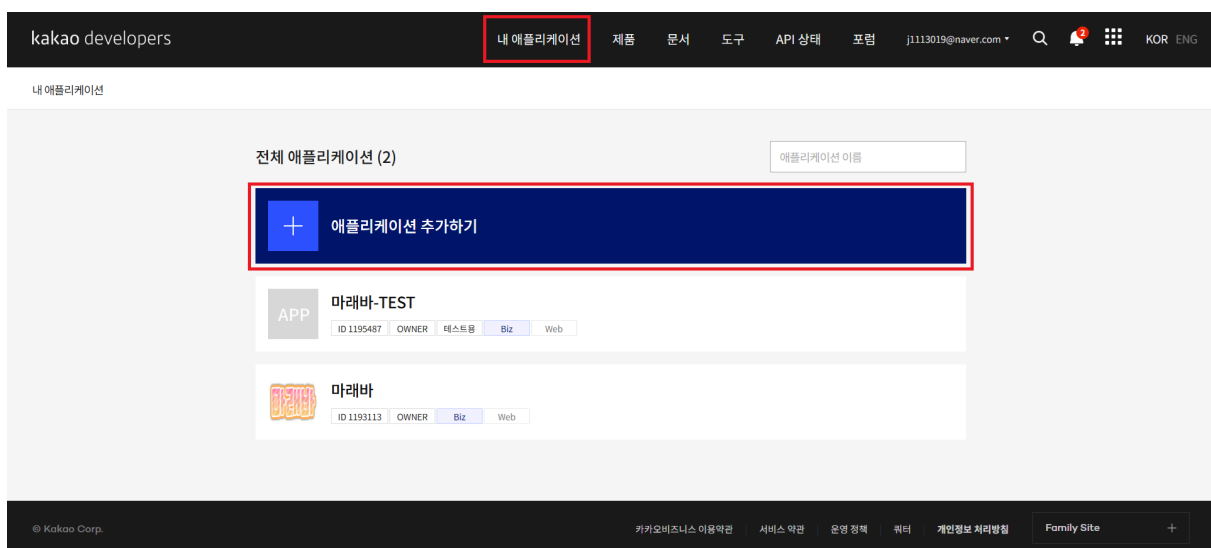 kakao developers 내 애플리케이션 제품 문서 도구 API 상태 포럼 j1113019@naver.com 2 KOR ENG
내 애플리케이션
전체 애플리케이션 (2) 애플리케이션 이름
애플리케이션 추가하기
APP 마래바-TEST
ID 1195487 OWNER 테스트용 Biz Web
마래바 마래바
ID 1193113 OWNER Biz Web
© Kakao Corp. 카카오비즈니스 이용약관 서비스 약관 운영 정책 쿼터 개인정보 처리방침 Family Site